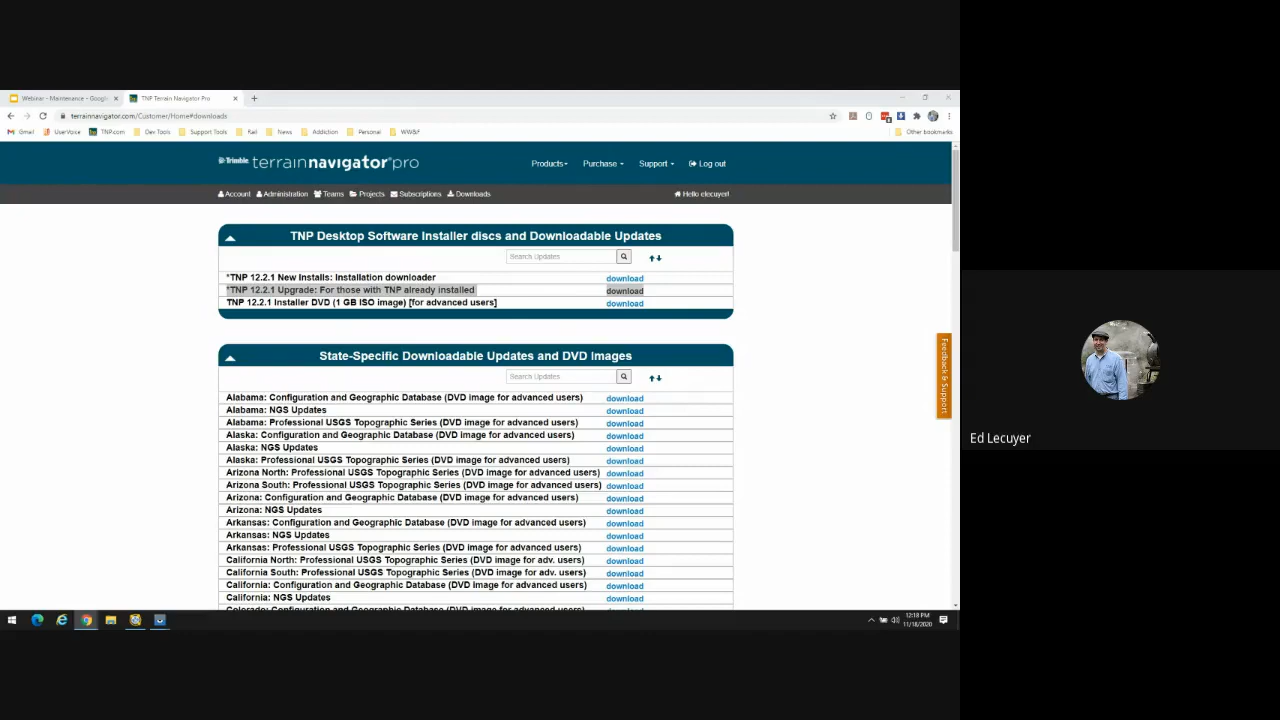 Webinar - Maintenance - Googl
TNP Terrain Navigator Pro
terrainnavigator.com/Customer/Home#downloads
Gmail UserVoice TNP.com Dev Tools Support Tools Rail News Addiction Personal WW&F Other bookmarks
Trimble terrainnavigator pro
Products Purchase Support Log out
Account Administration Teams Projects Subscriptions Downloads Hello elecuyer!
TNP Desktop Software Installer discs and Downloadable Updates
Search Updates
*TNP 12.2.1 New Installs: Installation downloader download
*TNP 12.2.1 Upgrade: For those with TNP already installed download
TNP 12.2.1 Installer DVD (1 GB ISO image) [for advanced users] download
State-Specific Downloadable Updates and DVD Images
Search Updates
Alabama: Configuration and Geographic Database (DVD image for advanced users) download
Alabama: NGS Updates download
Alabama: Professional USGS Topographic Series (DVD image for advanced users) download
Alaska: Configuration and Geographic Database (DVD image for advanced users) download
Alaska: NGS Updates download
Alaska: Professional USGS Topographic Series (DVD image for advanced users) download
Arizona North: Professional USGS Topographic Series (DVD image for advanced users) download
Arizona South: Professional USGS Topographic Series (DVD image for advanced users) download
Arizona: Configuration and Geographic Database (DVD image for advanced users) download
Arizona: NGS Updates download
Arkansas: Configuration and Geographic Database (DVD image for advanced users) download
Arkansas: NGS Updates download
Arkansas: Professional USGS Topographic Series (DVD image for advanced users) download
California North: Professional USGS Topographic Series (DVD image for adv. users) download
California South: Professional USGS Topographic Series (DVD image for adv. users) download
California: Configuration and Geographic Database (DVD image for advanced users) download
California: NGS Updates download
Colorado: Configuration and Geographic Database (DVD image for advanced users) download
Feedback & Support
Ed Lecuyer
12:18 PM
11/18/2020